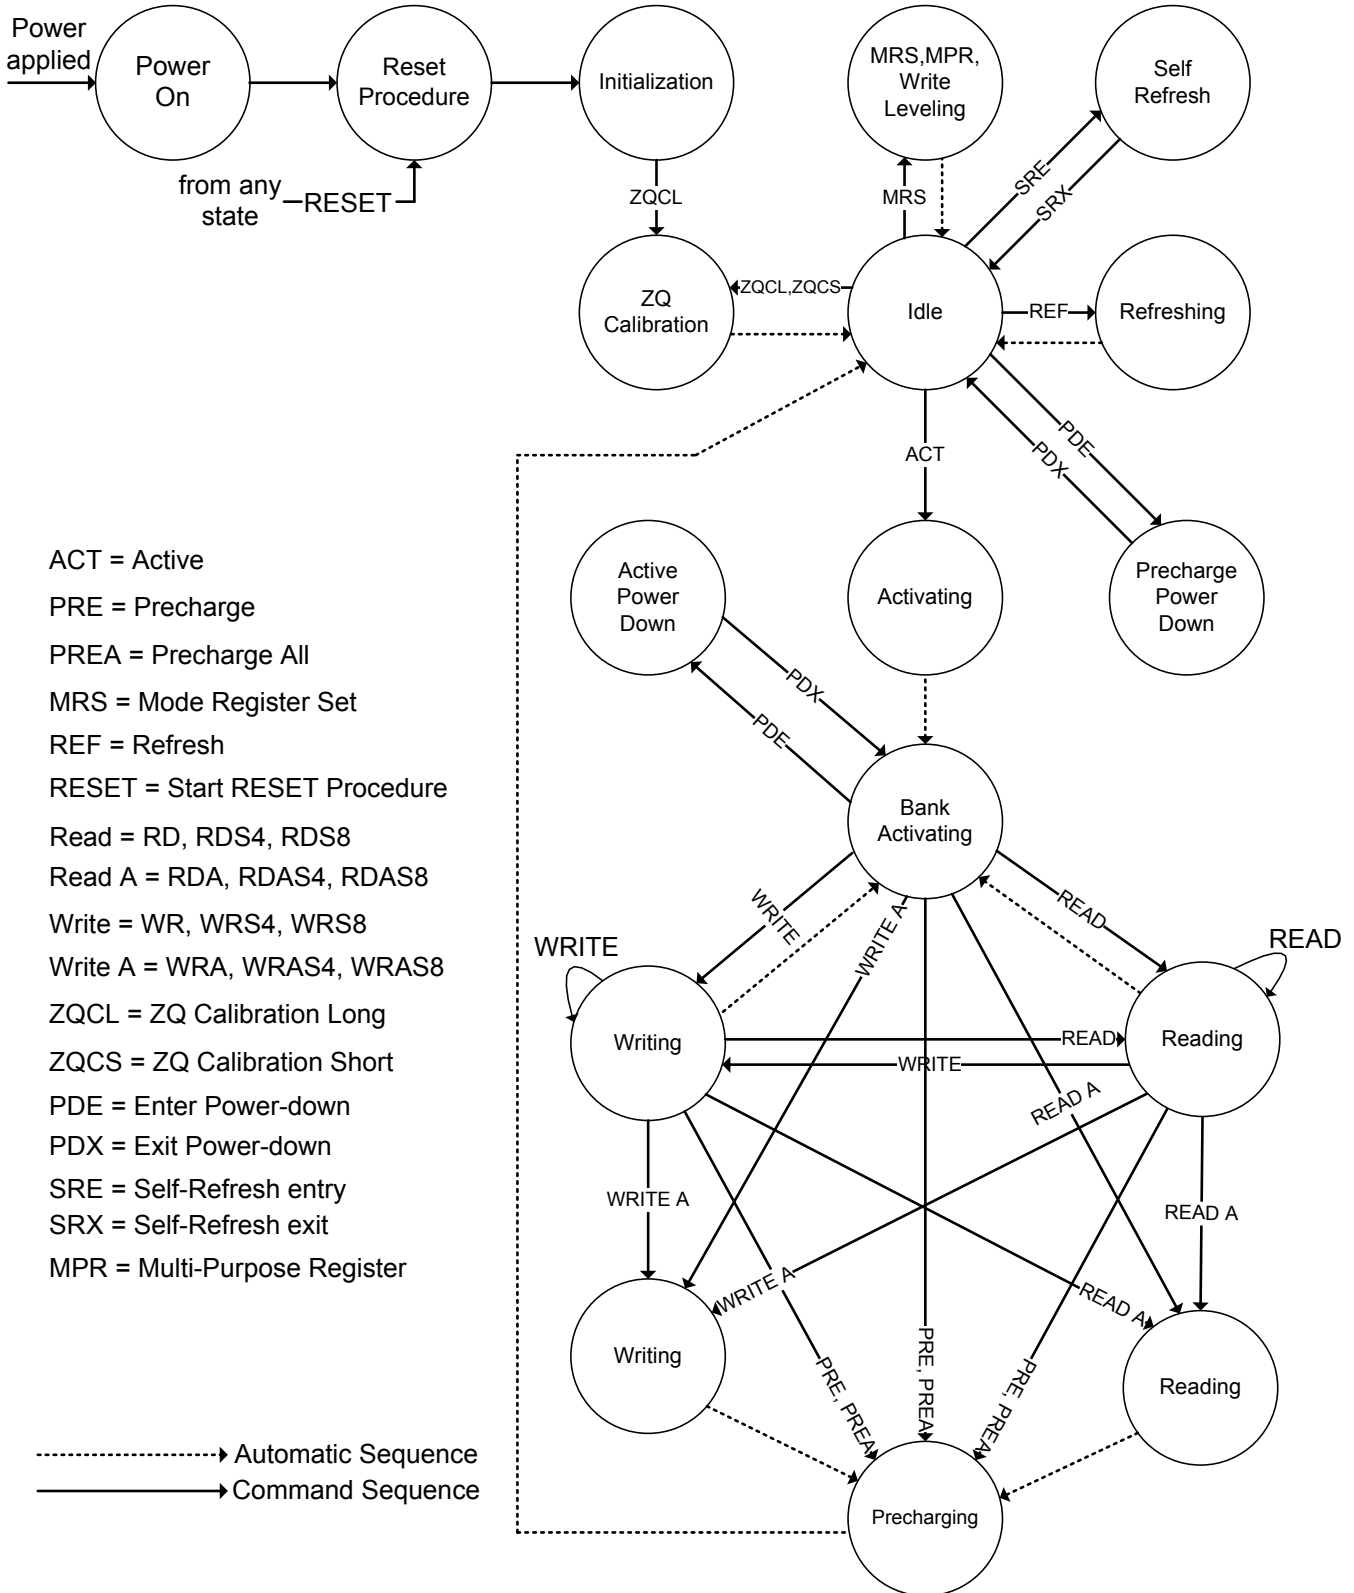 Power
applied
Power
On
Reset
Procedure
Initialization
MRS,MPR,
Write
Leveling
Self
Refresh
from any
state
RESET
ZQCL
MRS
SRE
SRX
ZQ
Calibration
ZQCL,ZQCS
Idle
REF
Refreshing
ACT
PDE
PDX
Active
Power
Down
Activating
Precharge
Power
Down
PDX
PDE
Bank
Activating
WRITE
WRITE A
READ
WRITE
READ
Writing
READ
Reading
WRITE
READ A
WRITE A
READ A
WRITE A
READ A
Writing
PRE, PREA
PRE, PREA
PRE, PREA
Reading
Precharging
ACT = Active
PRE = Precharge
PREA = Precharge All
MRS = Mode Register Set
REF = Refresh
RESET = Start RESET Procedure
Read = RD, RDS4, RDS8
Read A = RDA, RDAS4, RDAS8
Write = WR, WRS4, WRS8
Write A = WRA, WRAS4, WRAS8
ZQCL = ZQ Calibration Long
ZQCS = ZQ Calibration Short
PDE = Enter Power-down
PDX = Exit Power-down
SRE = Self-Refresh entry
SRX = Self-Refresh exit
MPR = Multi-Purpose Register
Automatic Sequence
Command Sequence